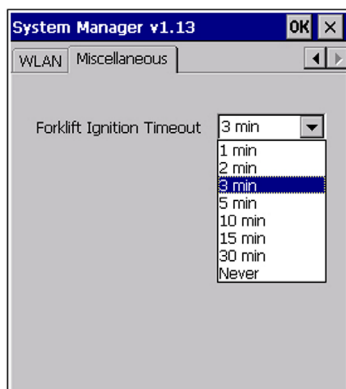 System Manager v1.13 OK ×
WLAN Miscellaneous
Forklift Ignition Timeout 3 min
1 min
2 min
3 min
5 min
10 min
15 min
30 min
Never